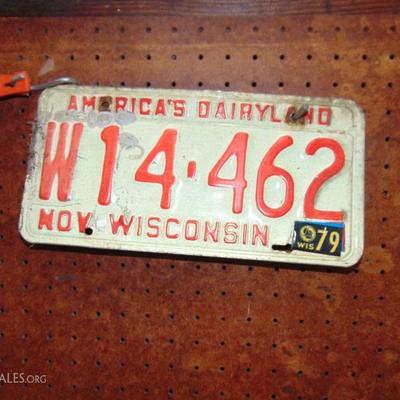 AMERICA'S DAIRYLAND
W14·462
NOV WISCONSIN
WIS 79
ALES.ORG